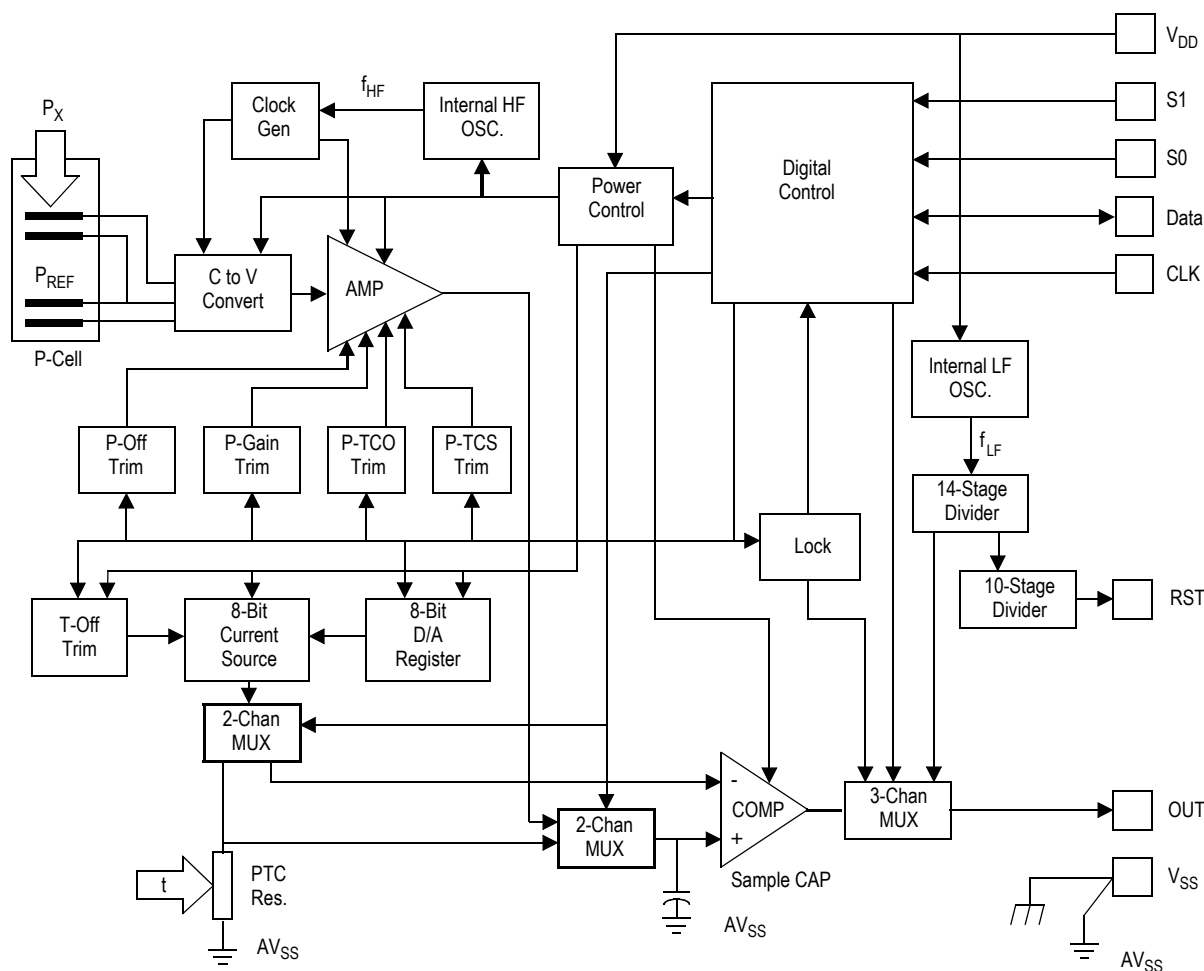 V_DD
f_HF
Clock
Gen
Internal HF
OSC.
S1
P_X
S0
Digital
Control
Power
Control
Data
P_REF
C to V
Convert
AMP
CLK
P-Cell
Internal LF
OSC.
f_LF
P-Off
Trim
P-Gain
Trim
P-TCO
Trim
P-TCS
Trim
14-Stage
Divider
Lock
10-Stage
Divider
RST
T-Off
Trim
8-Bit
Current
Source
8-Bit
D/A
Register
2-Chan
MUX
-
COMP
+
3-Chan
MUX
OUT
2-Chan
MUX
Sample CAP
t
PTC
Res.
V_SS
AV_SS
AV_SS
AV_SS